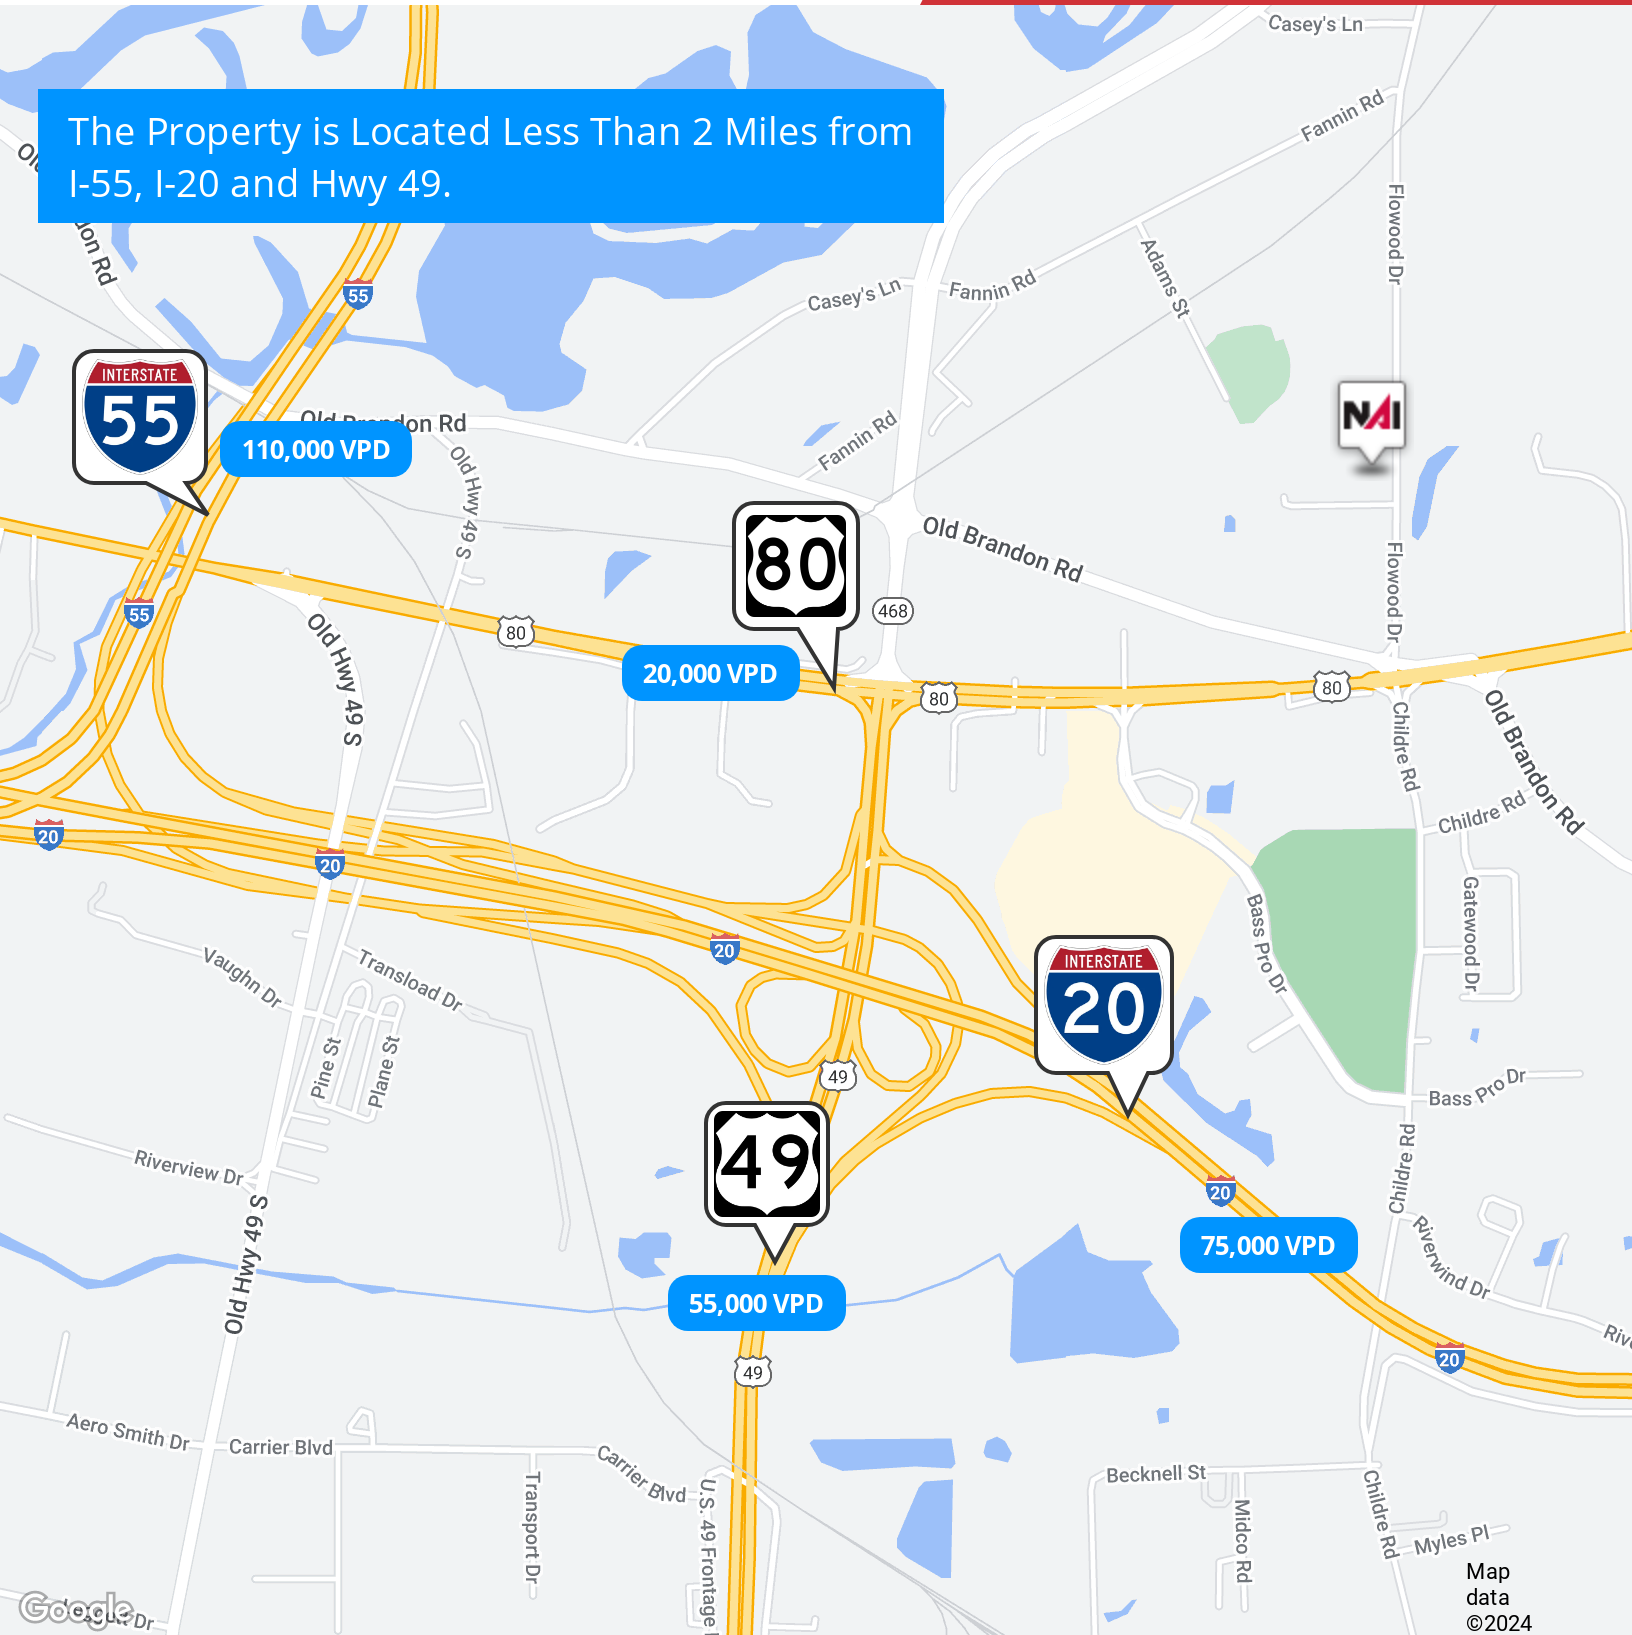 Casey's Ln
The Property is Located Less Than 2 Miles from
I-55, I-20 and Hwy 49.
Fannin Rd
Flowood Dr
Adams St
Casey's Ln
Fannin Rd
55
INTERSTATE
55
110,000 VPD
Old Brandon Rd
Old Hwy 49 S
Fannin Rd
NAI
80
Old Brandon Rd
468
Flowood Dr
55
80
Old Hwy 49 S
20,000 VPD
80
80
Childre Rd
Old Brandon Rd
Childre Rd
20
20
20
Gatewood Dr
Bass Pro Dr
INTERSTATE
20
Vaughn Dr
Transload Dr
Pine St
Plane St
49
Bass Pro Dr
Riverview Dr
49
Childre Rd
20
Old Hwy 49 S
75,000 VPD
Riverwind Dr
55,000 VPD
49
20
Aero Smith Dr
Carrier Blvd
Carrier Blvd
Transport Dr
U.S. 49 Frontage
Becknell St
Midco Rd
Childre Rd
Myles Pl
Google
Leggett Dr
Map
data
©2024